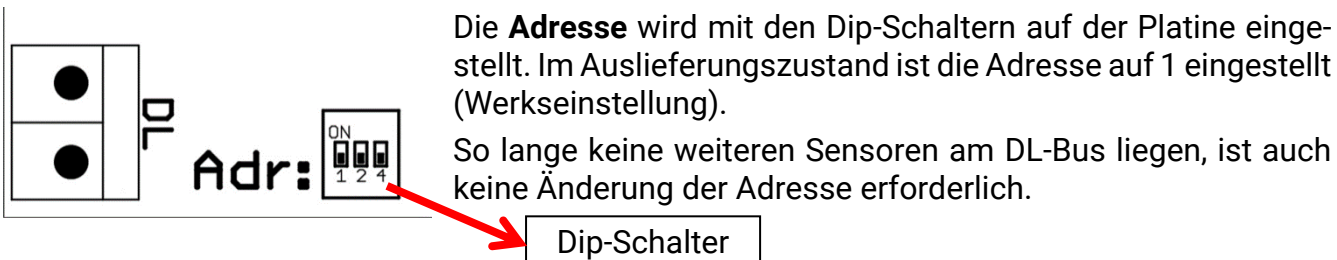 Die Adresse wird mit den Dip-Schaltern auf der Platine einge-
stellt. Im Auslieferungszustand ist die Adresse auf 1 eingestellt
(Werkseinstellung).
So lange keine weiteren Sensoren am DL-Bus liegen, ist auch
keine Änderung der Adresse erforderlich.
DL
Adr:
ON
1 2 4
Dip-Schalter